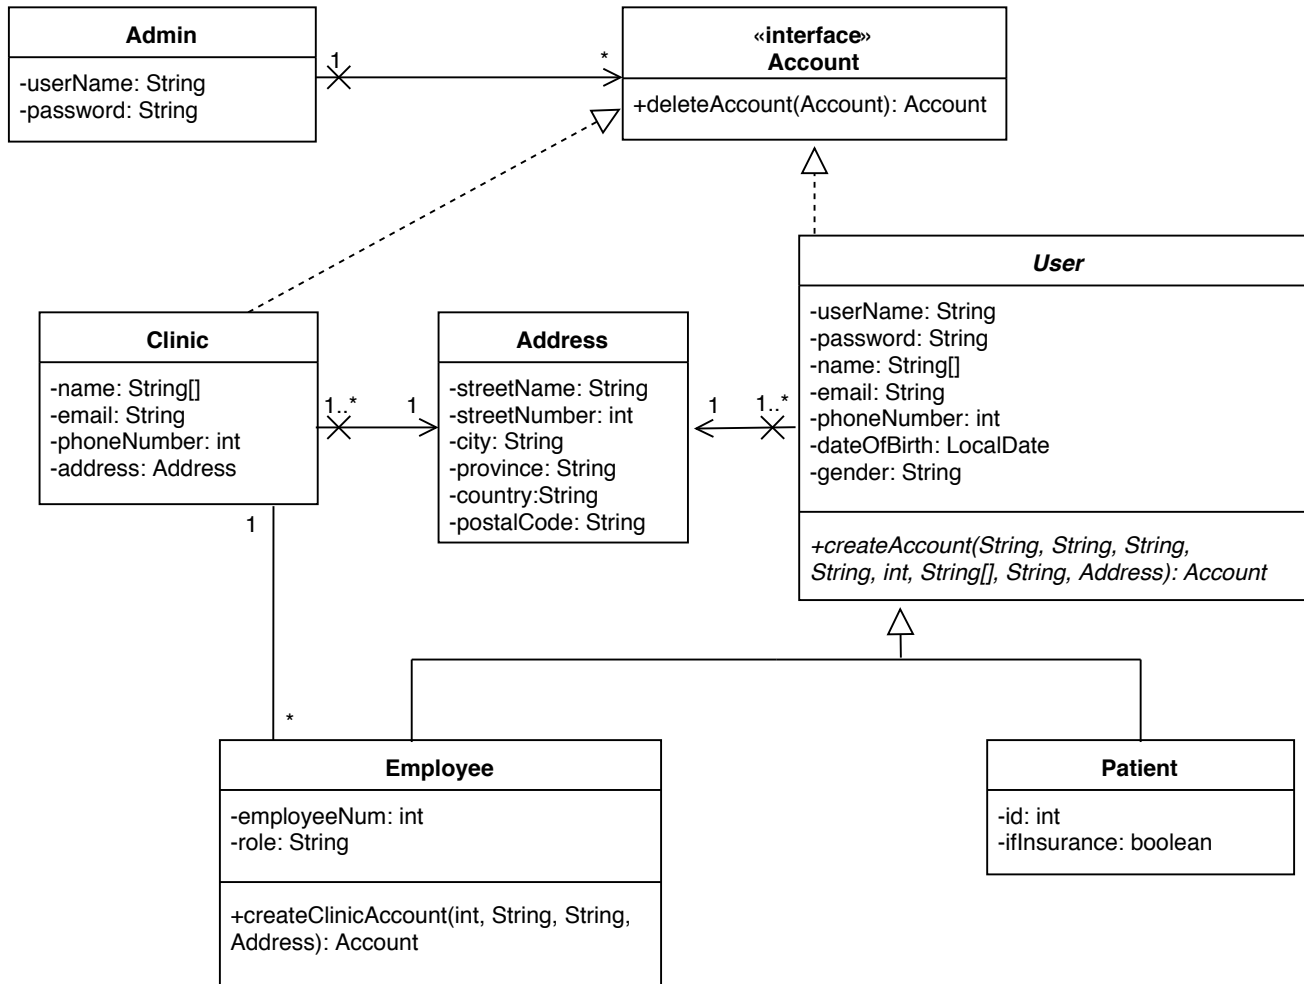 Admin
-userName: String
-password: String
1
*
«interface»
Account
+deleteAccount(Account): Account
Clinic
-name: String[]
-email: String
-phoneNumber: int
-address: Address
1..*
1
Address
-streetName: String
-streetNumber: int
-city: String
-province: String
-country:String
-postalCode: String
1
1..*
User
-userName: String
-password: String
-name: String[]
-email: String
-phoneNumber: int
-dateOfBirth: LocalDate
-gender: String
+createAccount(String, String, String,
String, int, String[], String, Address): Account
1
*
Employee
-employeeNum: int
-role: String
+createClinicAccount(int, String, String,
Address): Account
Patient
-id: int
-ifInsurance: boolean